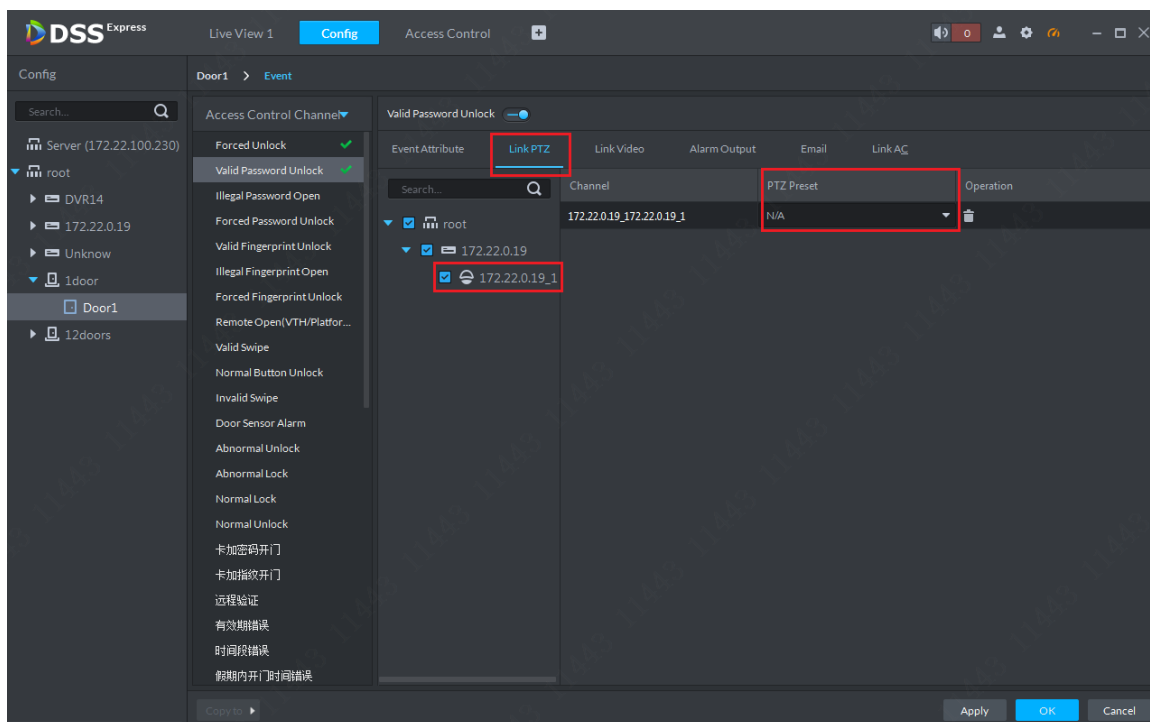 DSS Express
Live View 1
Config
Access Control
0
Config
Door1 > Event
Search...
Server (172.22.100.230)
root
DVR14
172.22.0.19
Unknow
1door
Door1
12doors
Access Control Channel
Forced Unlock
Valid Password Unlock
Illegal Password Open
Forced Password Unlock
Valid Fingerprint Unlock
Illegal Fingerprint Open
Forced Fingerprint Unlock
Remote Open(VTH/Platfor...
Valid Swipe
Normal Button Unlock
Invalid Swipe
Door Sensor Alarm
Abnormal Unlock
Abnormal Lock
Normal Lock
Normal Unlock
卡加密码开门
卡加指纹开门
远程验证
有效期错误
时间段错误
假期内开门时间错误
Valid Password Unlock
Event Attribute
Link PTZ
Link Video
Alarm Output
Email
Link AC
Search...
root
172.22.0.19
172.22.0.19_1
Channel
PTZ Preset
Operation
172.22.0.19_172.22.0.19_1
N/A
Copy to
Apply
OK
Cancel
11443 11443